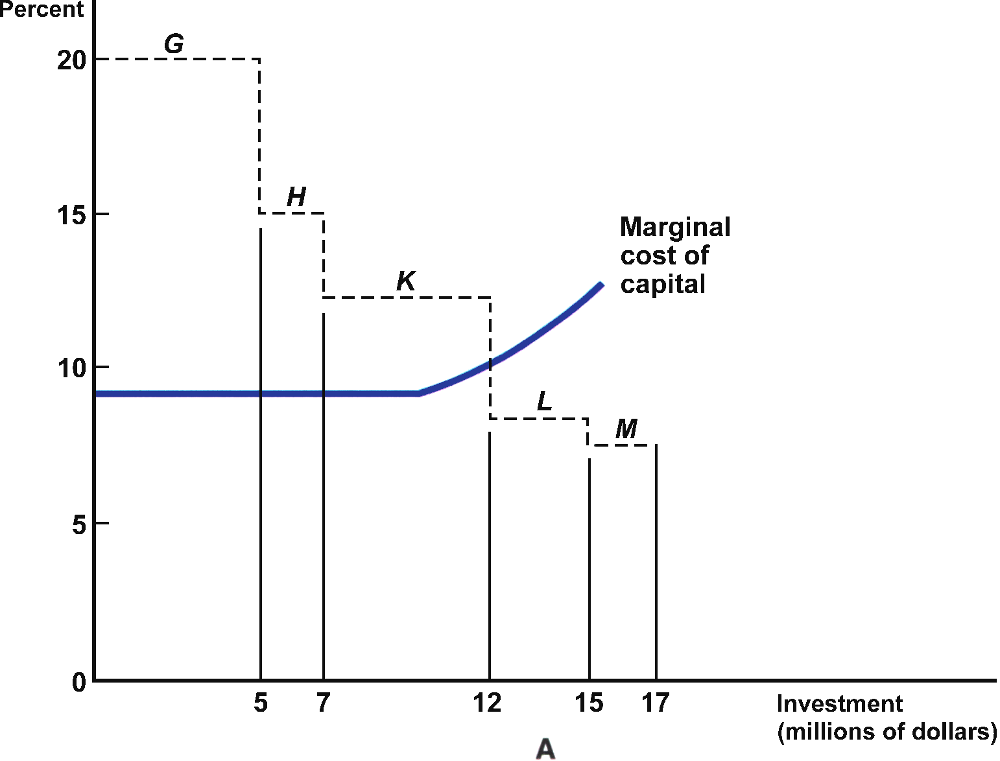 Percent
G
20
H
15
Marginal
cost of
capital
K
10
L
M
5
0
5 7 12 15 17
Investment
(millions of dollars)
A